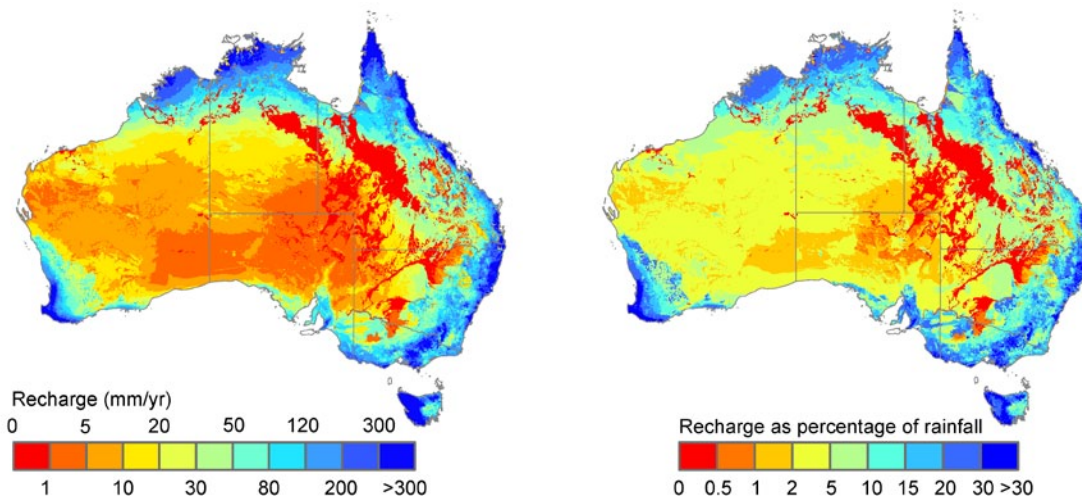 Recharge (mm/yr)
0 5 20 50 120 300
1 10 30 80 200 >300
Recharge as percentage of rainfall
0 0.5 1 2 5 10 15 20 30 >30